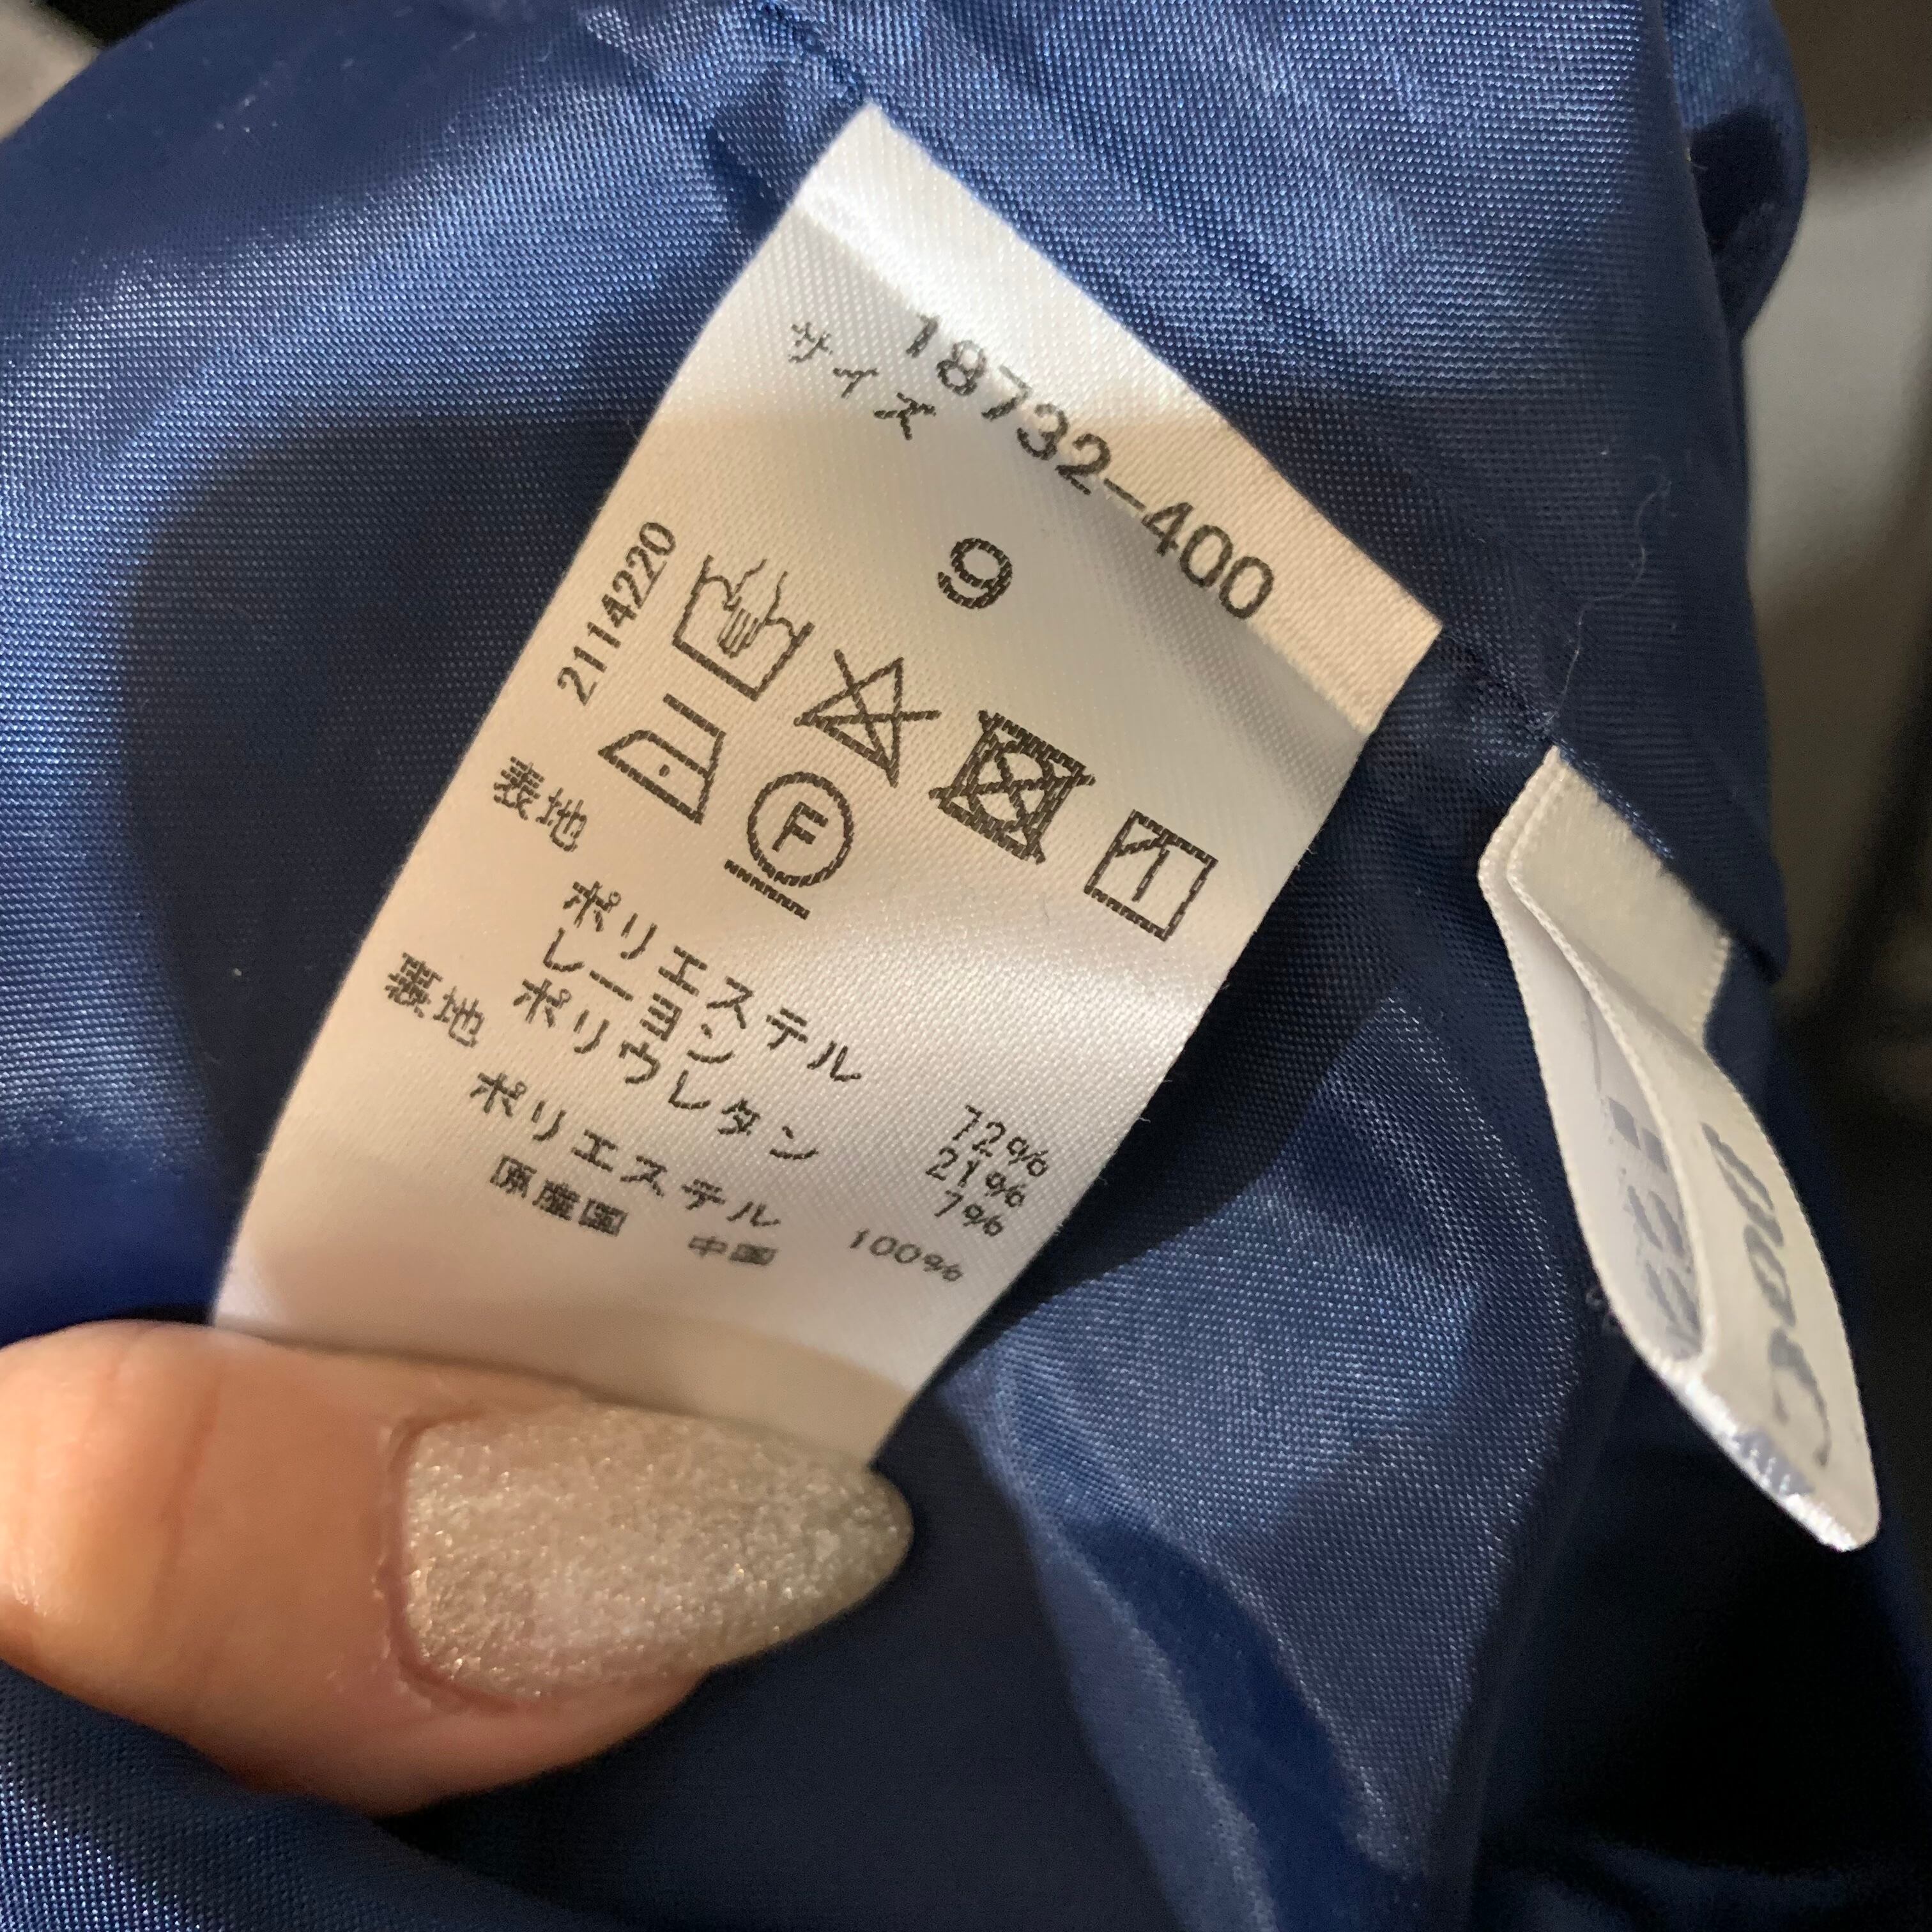 18732-400
サイズ
9
2114220
F
表地
ポリエステル 72%
レーヨン 21%
ポリウレタン 7%
裏地
ポリエステル 100%
原産国 中国